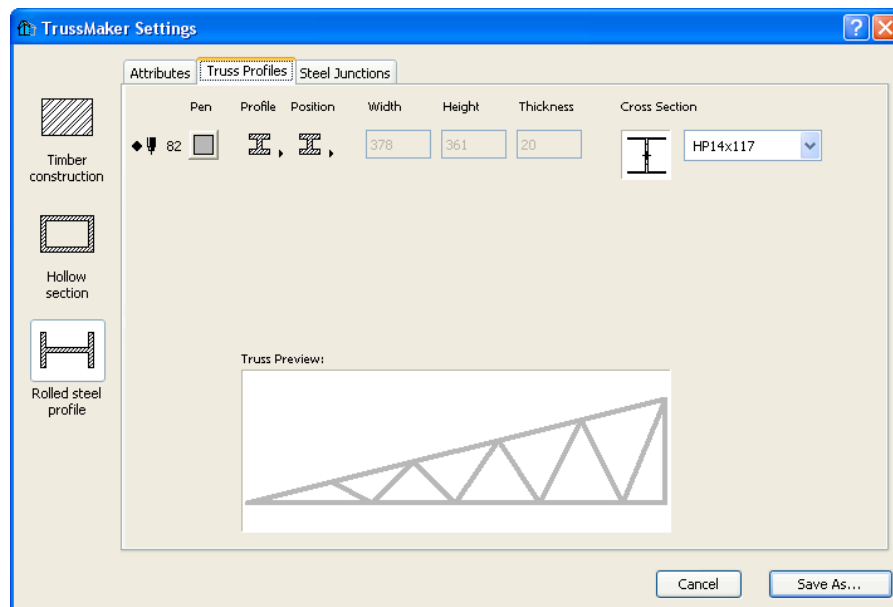 TrussMaker Settings
Attributes Truss Profiles Steel Junctions
Pen Profile Position Width Height Thickness Cross Section
82 378 361 20 HP14x117
Timber
construction
Hollow
section
Rolled steel
profile
Truss Preview:
Cancel Save As...